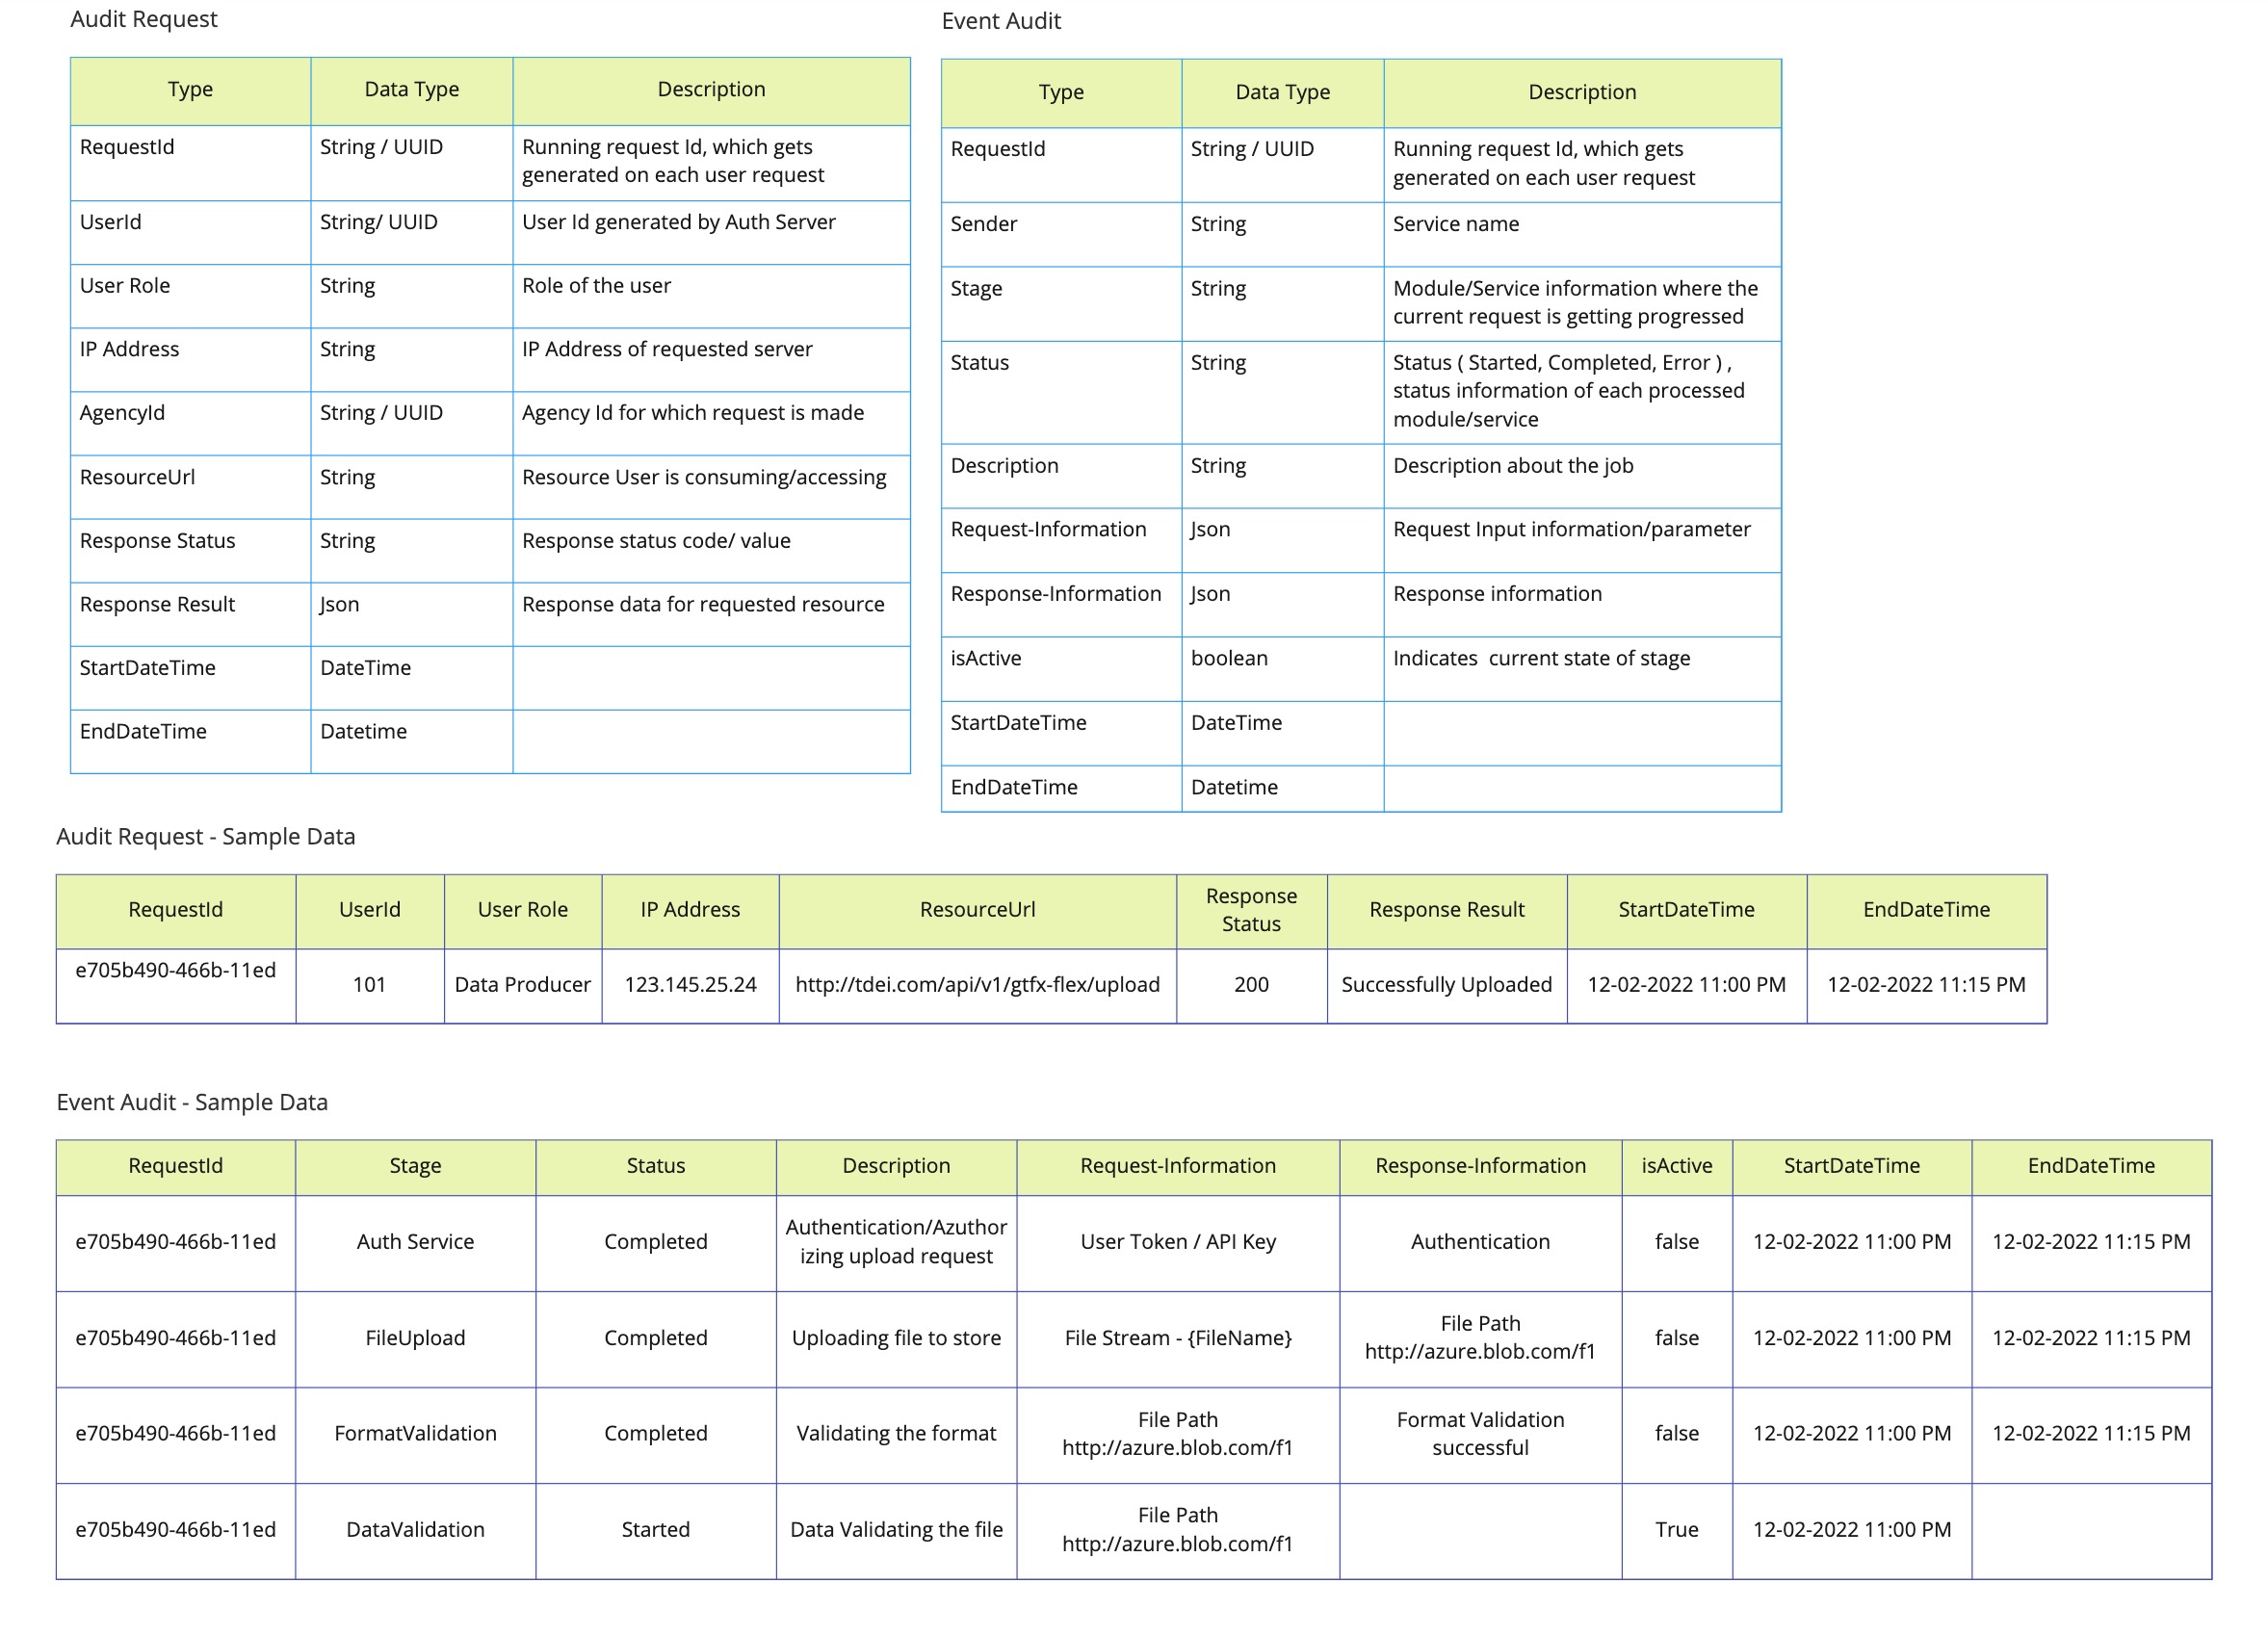 Audit Request
Type Data Type Description
RequestId String / UUID Running request Id, which gets
generated on each user request
UserId String/ UUID User Id generated by Auth Server
User Role String Role of the user
IP Address String IP Address of requested server
AgencyId String / UUID Agency Id for which request is made
ResourceUrl String Resource User is consuming/accessing
Response Status String Response status code/ value
Response Result Json Response data for requested resource
StartDateTime DateTime
EndDateTime Datetime
Event Audit
Type Data Type Description
RequestId String / UUID Running request Id, which gets
generated on each user request
Sender String Service name
Stage String Module/Service information where the
current request is getting progressed
Status String Status ( Started, Completed, Error ) ,
status information of each processed
module/service
Description String Description about the job
Request-Information Json Request Input information/parameter
Response-Information Json Response information
isActive boolean Indicates  current state of stage
StartDateTime DateTime
EndDateTime Datetime
Audit Request - Sample Data
RequestId UserId User Role IP Address ResourceUrl Response
Status Response Result StartDateTime EndDateTime
e705b490-466b-11ed 101 Data Producer 123.145.25.24 http://tdei.com/api/v1/gtfx-flex/upload 200 Successfully Uploaded 12-02-2022 11:00 PM 12-02-2022 11:15 PM
Event Audit - Sample Data
RequestId Stage Status Description Request-Information Response-Information isActive StartDateTime EndDateTime
e705b490-466b-11ed Auth Service Completed Authentication/Azuthor
izing upload request User Token / API Key Authentication false 12-02-2022 11:00 PM 12-02-2022 11:15 PM
e705b490-466b-11ed FileUpload Completed Uploading file to store File Stream - {FileName} File Path
http://azure.blob.com/f1 false 12-02-2022 11:00 PM 12-02-2022 11:15 PM
e705b490-466b-11ed FormatValidation Completed Validating the format File Path
http://azure.blob.com/f1 Format Validation
successful false 12-02-2022 11:00 PM 12-02-2022 11:15 PM
e705b490-466b-11ed DataValidation Started Data Validating the file File Path
http://azure.blob.com/f1 True 12-02-2022 11:00 PM